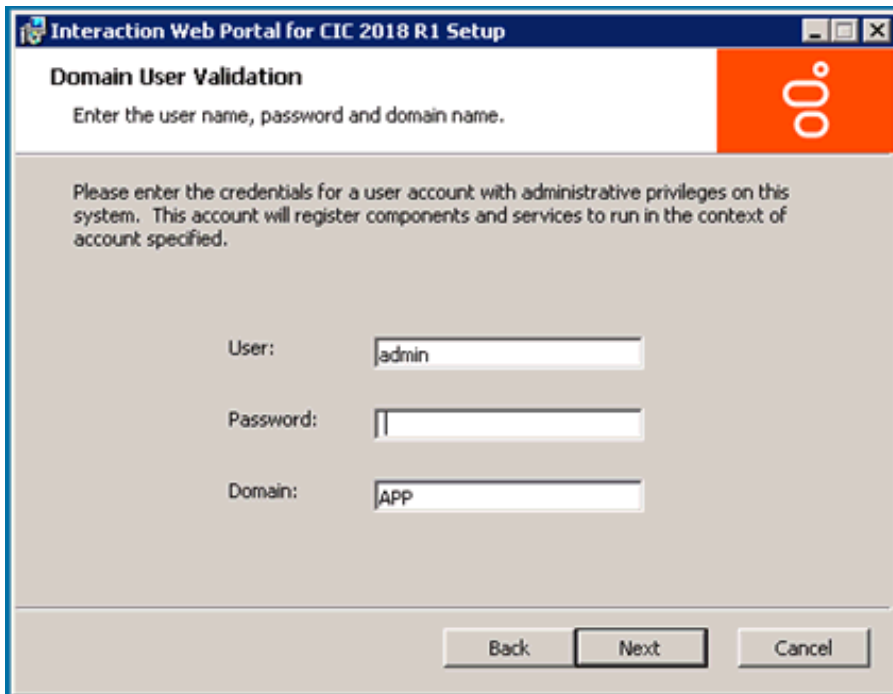 Interaction Web Portal for CIC 2018 R1 Setup
Domain User Validation
Enter the user name, password and domain name.
Please enter the credentials for a user account with administrative privileges on this
system. This account will register components and services to run in the context of
account specified.
User: admin
Password:
Domain: APP
Back Next Cancel